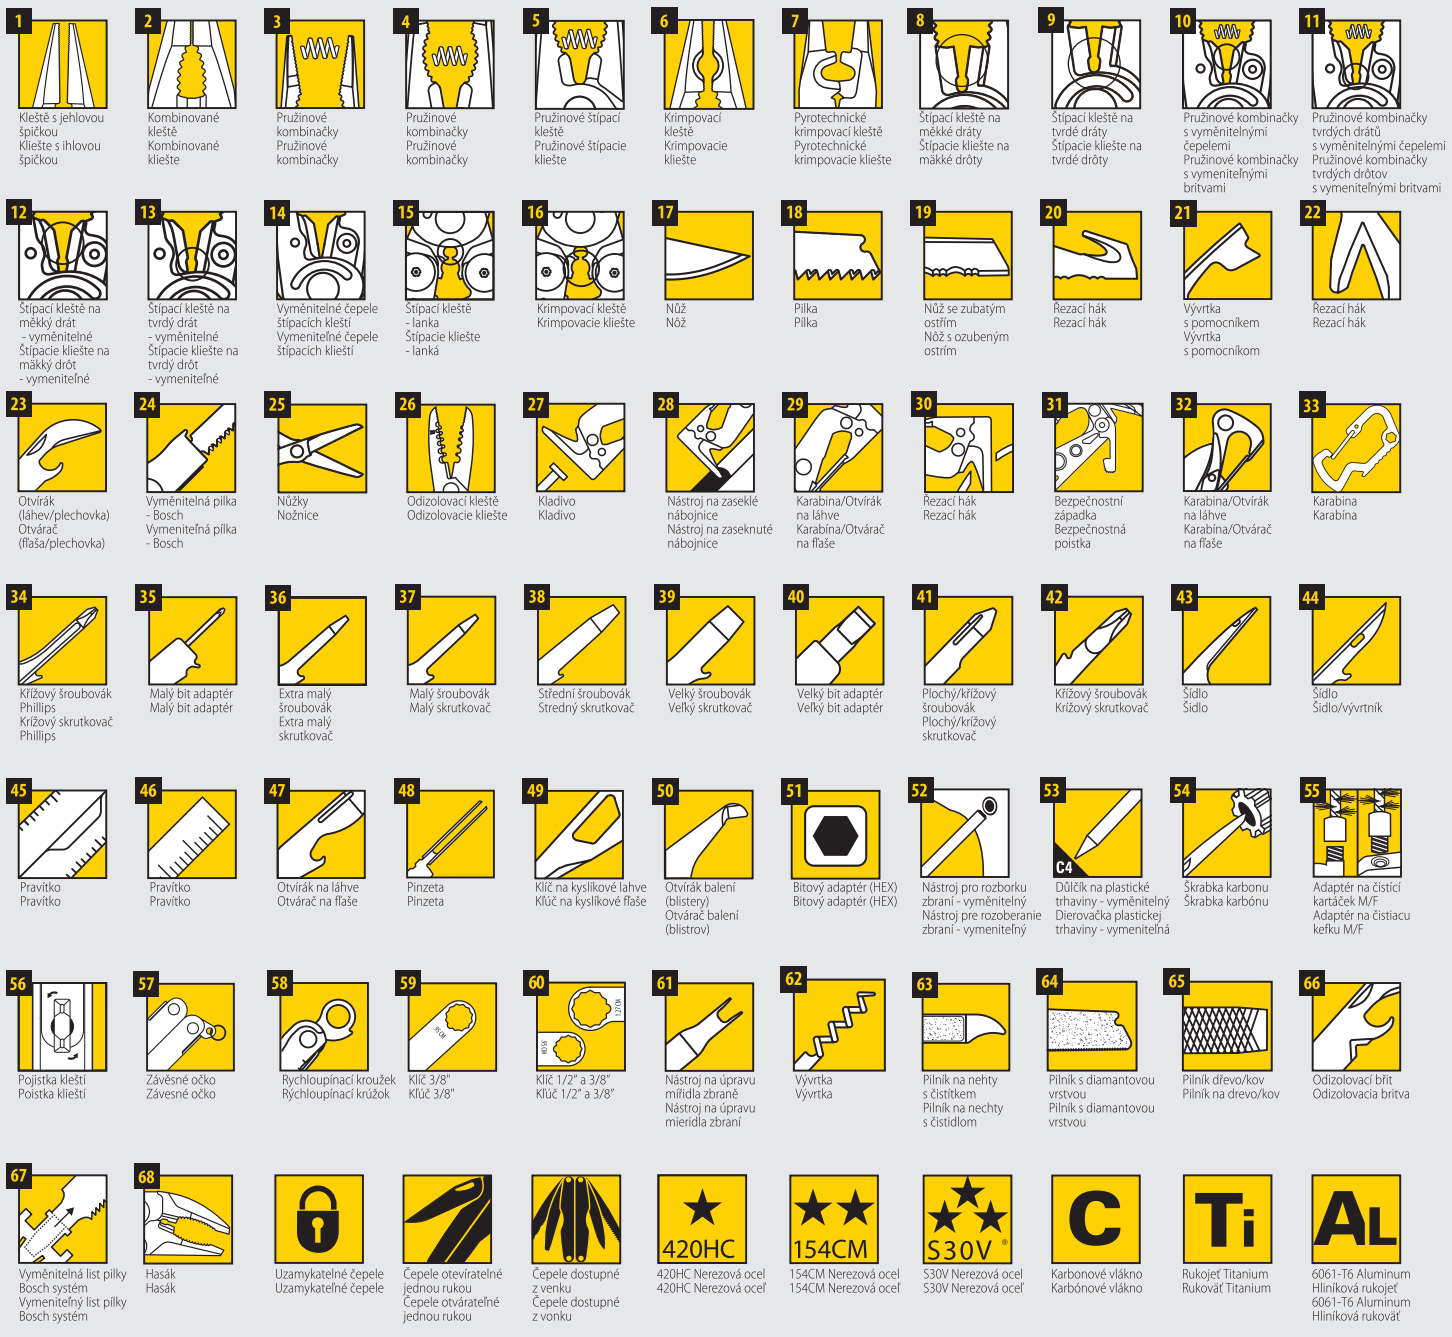 1
Kleště s jehlovou
špičkou
Kliešte s ihlovou
špičkou
2
Kombinované
kleště
Kombinované
kliešte
3
Pružinové
kombinačky
Pružinové
kombinačky
4
Pružinové
kombinačky
Pružinové
kombinačky
5
Pružinové štípací
kleště
Pružinové štípacie
kliešte
6
Krimpovací
kleště
Krimpovacie
kliešte
7
Pyrotechnické
krimpovací kleště
Pyrotechnické
krimpovacie kliešte
8
Štípací kleště na
měkké dráty
Štípacie kliešte na
mäkké drôty
9
Štípací kleště na
tvrdé dráty
Štípacie kliešte na
tvrdé drôty
10
Pružinové kombinačky
s vyměnitelnými
čepelemi
Pružinové kombinačky
s vymeniteľnými
britvami
11
Pružinové kombinačky
tvrdých drátů
s vyměnitelnými čepelemi
Pružinové kombinačky
tvrdých drôtov
s vymeniteľnými britvami
12
Štípací kleště na
měkký drát
- vyměnitelné
Štípacie kliešte na
mäkký drôt
- vymeniteľné
13
Štípací kleště na
tvrdý drát
- vyměnitelné
Štípacie kliešte na
tvrdý drôt
- vymeniteľné
14
Vyměnitelné čepele
štípacích kleští
Vymeniteľné čepele
štípacích klieští
15
Štípací kleště
- lanka
Štípacie kliešte
- lanká
16
Krimpovací kleště
Krimpovacie kliešte
17
Nůž
Nôž
18
Pilka
Pílka
19
Nůž se zubatým
ostřím
Nôž s ozubeným
ostrím
20
Řezací hák
Rezací hák
21
Vývrtka
s pomocníkem
Vývrtka
s pomocníkom
22
Řezací hák
Rezací hák
23
Otvírák
(láhev/plechovka)
Otvárač
(fľaša/plechovka)
24
Vyměnitelná pilka
- Bosch
Vymeniteľná pílka
- Bosch
25
Nůžky
Nožnice
26
Odizolovací kleště
Odizolovacie kliešte
27
Kladivo
Kladivo
28
Nástroj na zaseklé
nábojnice
Nástroj na zaseknuté
nábojnice
29
Karabina/Otvírák
na láhve
Karabína/Otvárač
na fľaše
30
Řezací hák
Rezací hák
31
Bezpečnostní
západka
Bezpečnostná
poistka
32
Karabina/Otvírák
na láhve
Karabína/Otvárač
na fľaše
33
Karabina
Karabína
34
Křížový šroubovák
Phillips
Krížový skrutkovač
Phillips
35
Malý bit adaptér
Malý bit adaptér
36
Extra malý
šroubovák
Extra malý
skrutkovač
37
Malý šroubovák
Malý skrutkovač
38
Střední šroubovák
Stredný skrutkovač
39
Velký šroubovák
Veľký skrutkovač
40
Velký bit adaptér
Veľký bit adaptér
41
Plochý/křížový
šroubovák
Plochý/krížový
skrutkovač
42
Křížový šroubovák
Krížový skrutkovač
43
Šídlo
Šidlo
44
Šídlo
Šidlo/vývrtník
45
Pravítko
Pravítko
46
Pravítko
Pravítko
47
Otvírák na láhve
Otvárač na fľaše
48
Pinzeta
Pinzeta
49
Klíč na kyslíkové lahve
Kľúč na kyslíkové fľaše
50
Otvírák balení
(blistery)
Otvárač balení
(blistrov)
51
Bitový adaptér (HEX)
Bitový adaptér (HEX)
52
Nástroj pro rozborku
zbraní - vyměnitelný
Nástroj pre rozoberanie
zbraní - vymeniteľný
53
C4
Důlčík na plastické
trhaviny - vyměnitelný
Dierovačka plastickej
trhaviny - vymeniteľná
54
Škrabka karbonu
Škrabka karbónu
55
Adaptér na čistící
kartáček M/F
Adaptér na čistiacu
kefku M/F
56
Pojistka kleští
Poistka klieští
57
Závěsné očko
Závesné očko
58
Rychloupínací kroužek
Rýchloupínací krúžok
59
.95 CM
Klíč 3/8"
Kľúč 3/8"
60
1.27 CM
.95 CM
Klíč 1/2" a 3/8"
Kľúč 1/2" a 3/8"
61
Nástroj na úpravu
mířidla zbraně
Nástroj na úpravu
mieridla zbraní
62
Vývrtka
Vývrtka
63
Pilník na nehty
s čistítkem
Pilník na nechty
s čistidlom
64
Pilník s diamantovou
vrstvou
Pilník s diamantovou
vrstvou
65
Pilník dřevo/kov
Pilník na drevo/kov
66
Odizolovací břit
Odizolovacia britva
67
Vyměnitelná list pilky
Bosch systém
Vymeniteľný list pílky
Bosch systém
68
Hasák
Hasák
Uzamykatelné čepele
Uzamykateľné čepele
Čepele otevíratelné
jednou rukou
Čepele otvárateľné
jednou rukou
Čepele dostupné
z venku
Čepele dostupné
z vonku
420HC
420HC Nerezová ocel
420HC Nerezová oceľ
154CM
154CM Nerezová ocel
154CM Nerezová oceľ
S30V ®
S30V Nerezová ocel
S30V Nerezová oceľ
C
Karbonové vlákno
Karbónové vlákno
Ti
Rukojeť Titanium
Rukoväť Titanium
AL
6061-T6 Aluminum
Hliníková rukojeť
6061-T6 Aluminum
Hliníková rukoväť